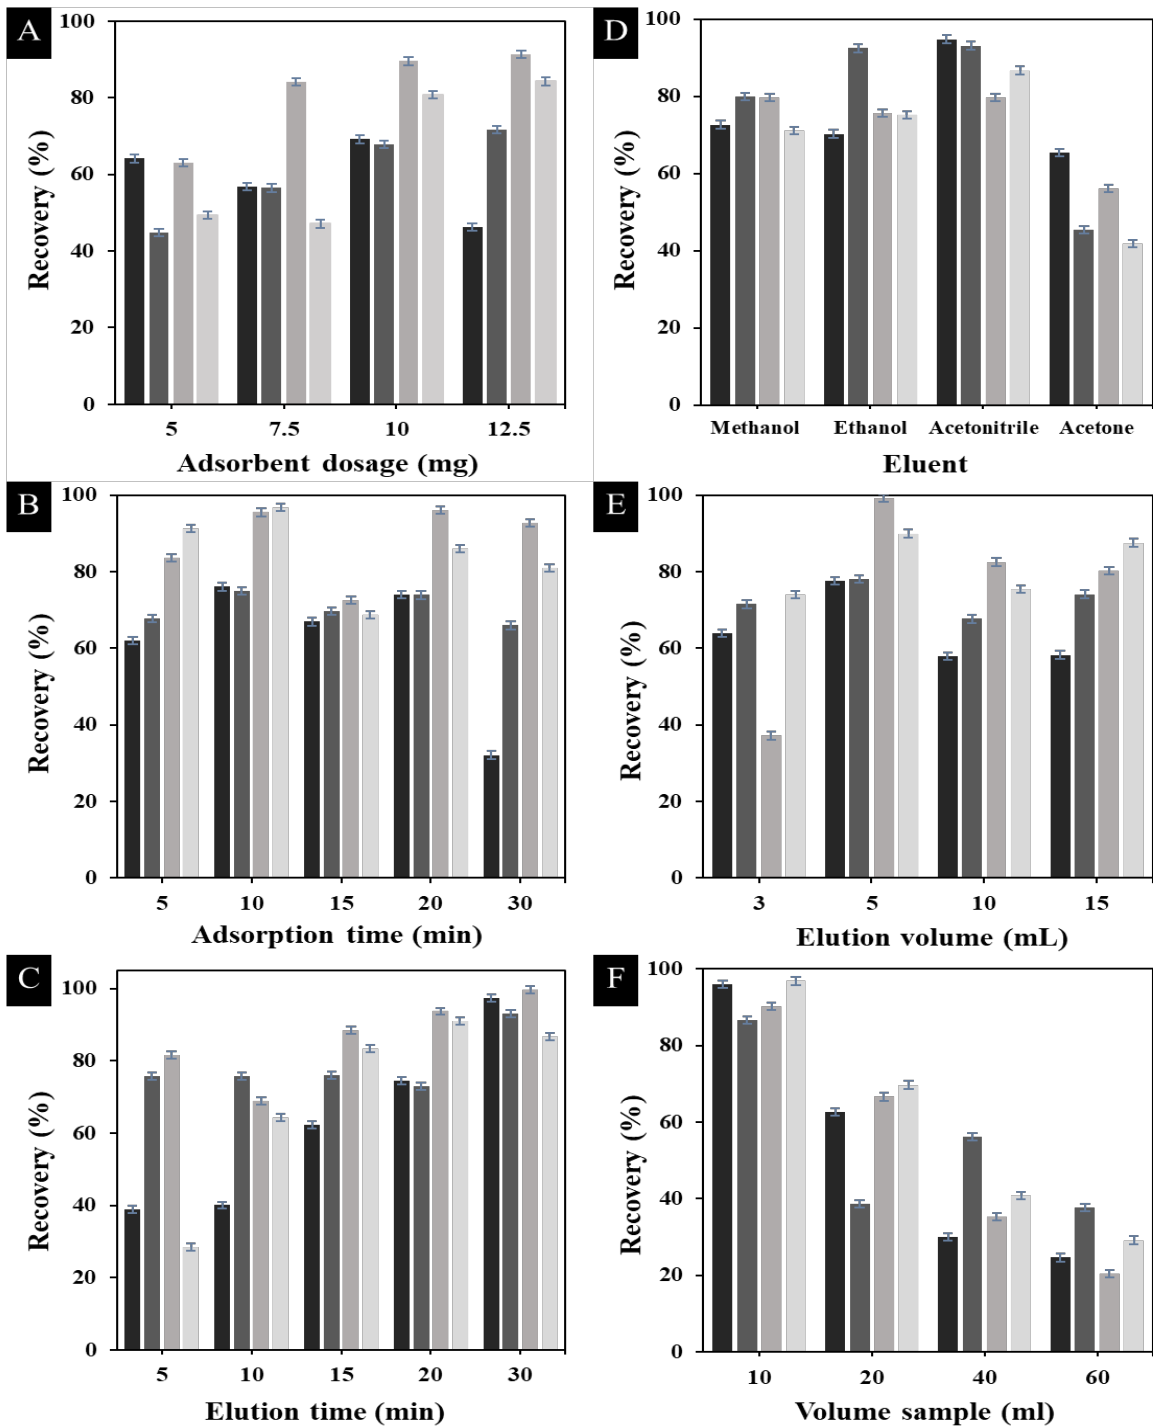 A
Recovery (%)
100
80
60
40
20
0
5 7.5 10 12.5
Adsorbent dosage (mg)
D
Recovery (%)
100
80
60
40
20
0
Methanol Ethanol Acetonitrile Acetone
Eluent
B
Recovery (%)
100
80
60
40
20
0
5 10 15 20 30
Adsorption time (min)
E
Recovery (%)
100
80
60
40
20
0
3 5 10 15
Elution volume (mL)
C
Recovery (%)
100
80
60
40
20
0
5 10 15 20 30
Elution time (min)
F
Recovery (%)
100
80
60
40
20
0
10 20 40 60
Volume sample (ml)